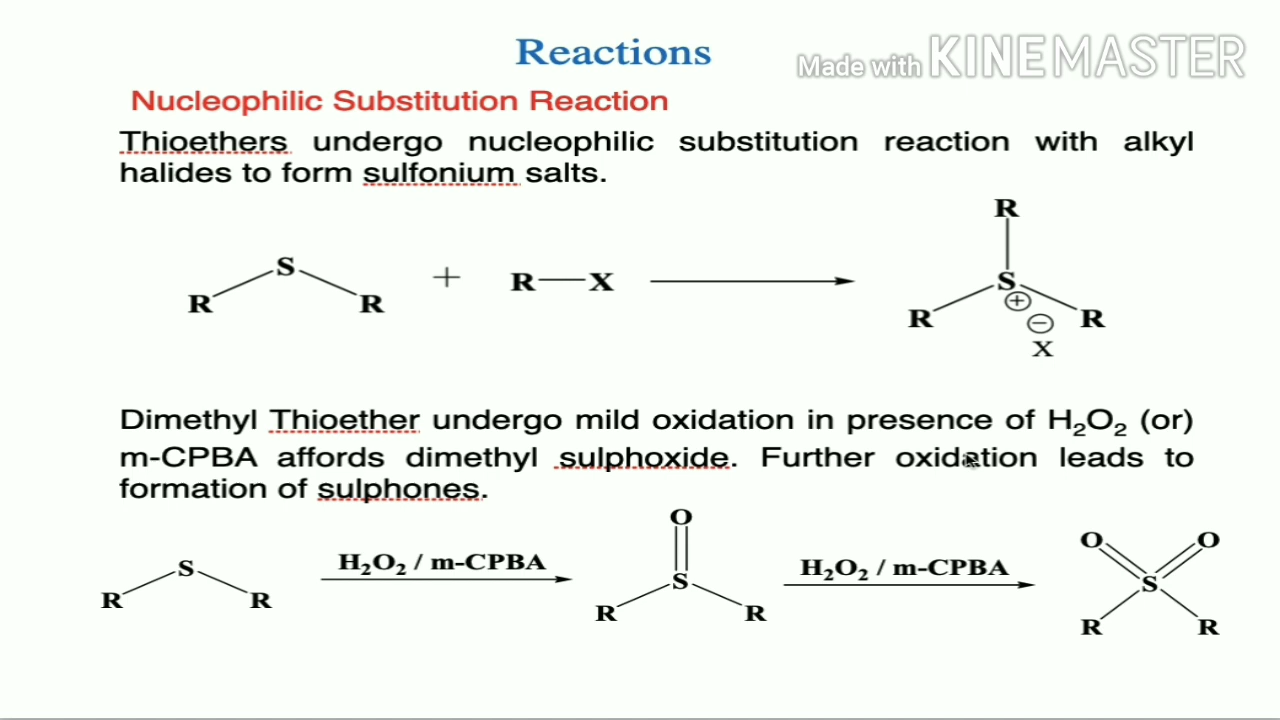 Reactions
Made with KINEMASTER
Nucleophilic Substitution Reaction
Thioethers undergo nucleophilic substitution reaction with alkyl
halides to form sulfonium salts.
R
S + R—X S
R R R ⊕ R
⊖
X
Dimethyl Thioether undergo mild oxidation in presence of H₂O₂ (or)
m-CPBA affords dimethyl sulphoxide. Further oxidation leads to
formation of sulphones.
O
O O
S H₂O₂ / m-CPBA S H₂O₂ / m-CPBA S
R R R R R R